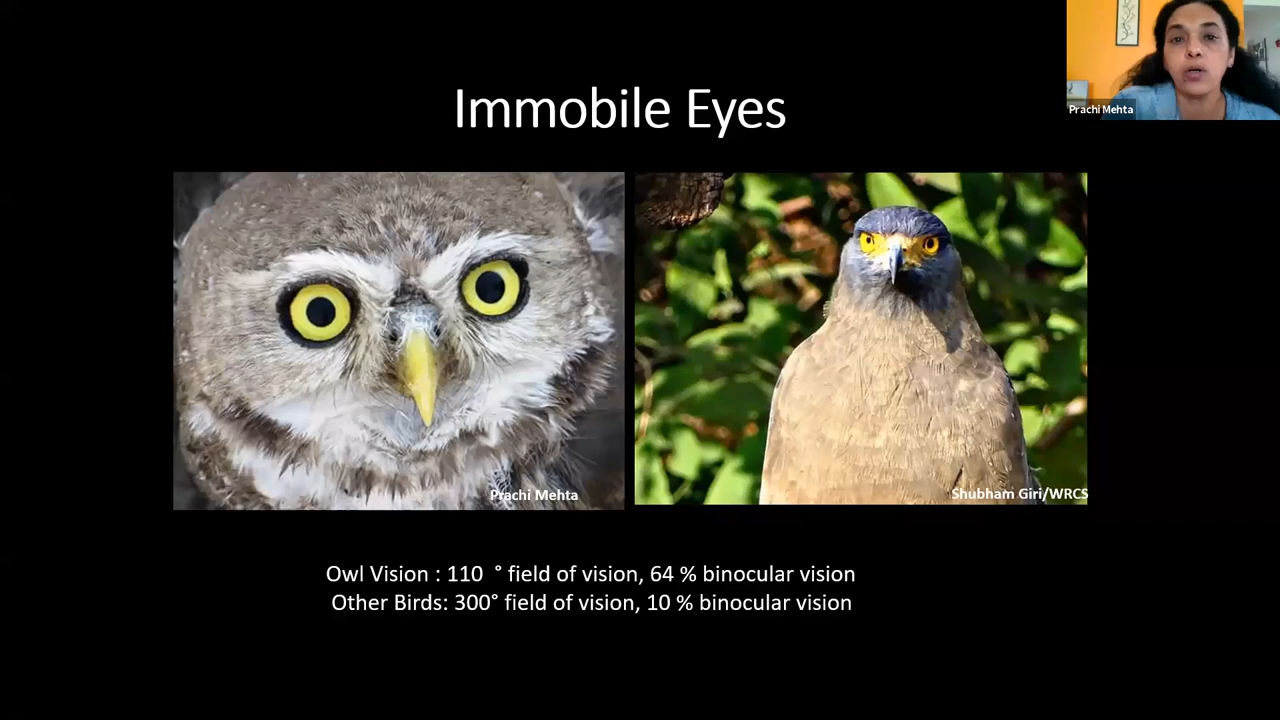 Prachi Mehta
Immobile Eyes
Prachi Mehta
Shubham Giri/WRCS
Owl Vision : 110 ° field of vision, 64 % binocular vision
Other Birds: 300° field of vision, 10 % binocular vision